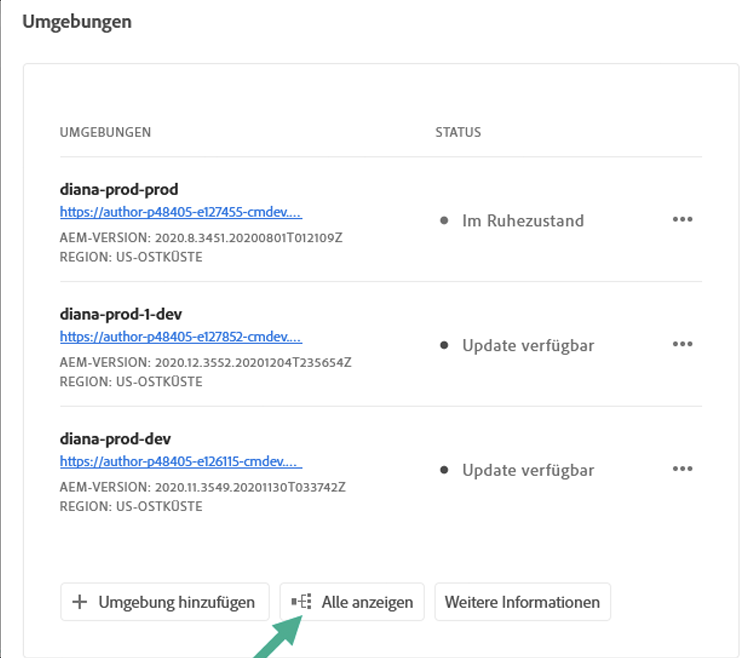 Umgebungen
UMGEBUNGEN STATUS
diana-prod-prod
https://author-p48405-e127455-cmdev....
Im Ruhezustand
AEM-VERSION: 2020.8.3451.20200801T012109Z
REGION: US-OSTKÜSTE
diana-prod-1-dev
https://author-p48405-e127852-cmdev....
Update verfügbar
AEM-VERSION: 2020.12.3552.20201204T235654Z
REGION: US-OSTKÜSTE
diana-prod-dev
https://author-p48405-e126115-cmdev....
Update verfügbar
AEM-VERSION: 2020.11.3549.20201130T033742Z
REGION: US-OSTKÜSTE
Umgebung hinzufügen Alle anzeigen Weitere Informationen